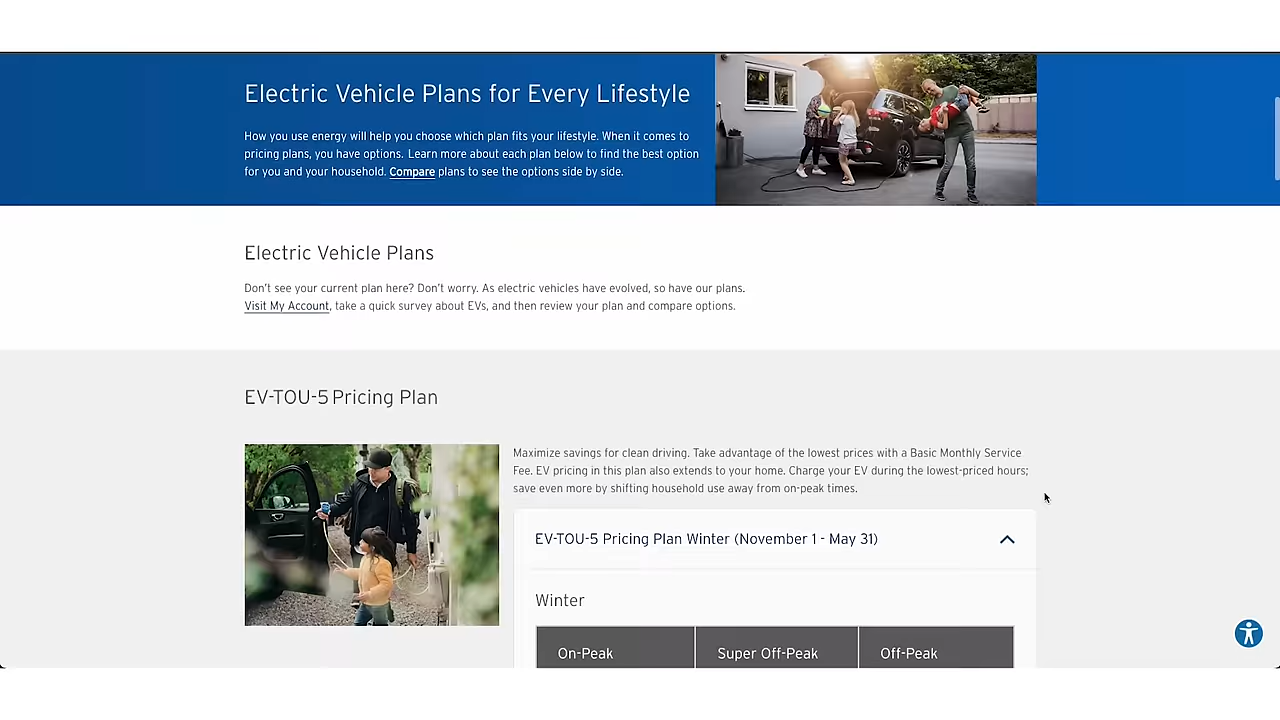 Electric Vehicle Plans for Every Lifestyle
How you use energy will help you choose which plan fits your lifestyle. When it comes to
pricing plans, you have options. Learn more about each plan below to find the best option
for you and your household. Compare plans to see the options side by side.
Electric Vehicle Plans
Don't see your current plan here? Don't worry. As electric vehicles have evolved, so have our plans.
Visit My Account, take a quick survey about EVs, and then review your plan and compare options.
EV-TOU-5 Pricing Plan
Maximize savings for clean driving. Take advantage of the lowest prices with a Basic Monthly Service
Fee. EV pricing in this plan also extends to your home. Charge your EV during the lowest-priced hours;
save even more by shifting household use away from on-peak times.
EV-TOU-5 Pricing Plan Winter (November 1 - May 31)
Winter
On-Peak Super Off-Peak Off-Peak